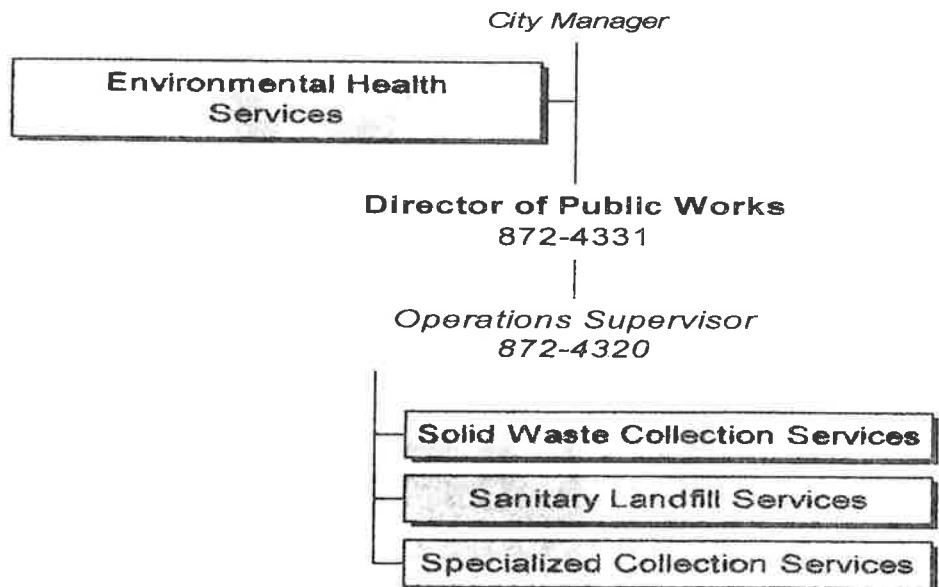 City Manager
Environmental Health
Services
Director of Public Works
872-4331
Operations Supervisor
872-4320
Solid Waste Collection Services
Sanitary Landfill Services
Specialized Collection Services